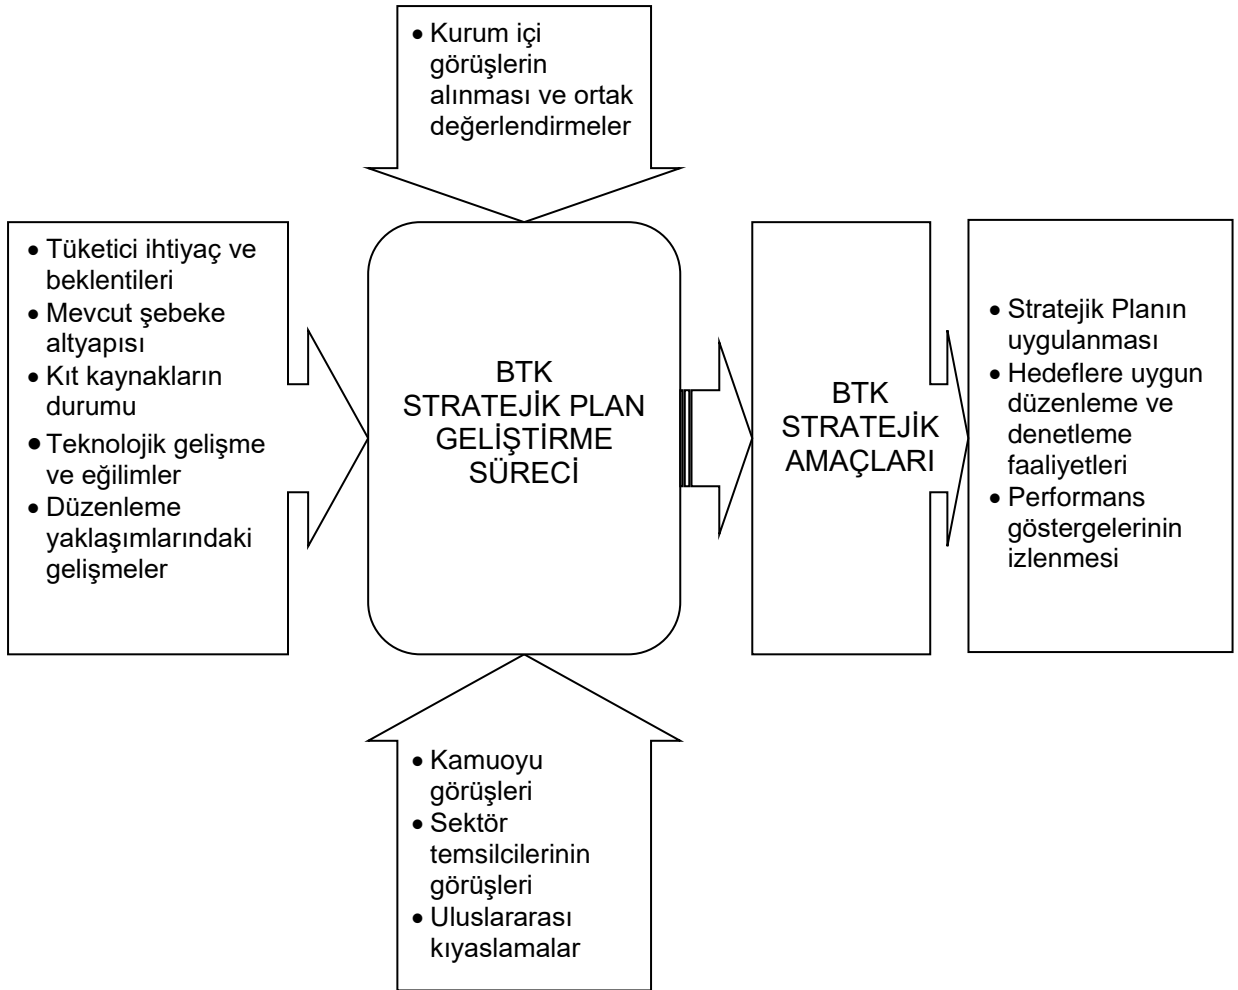 • Kurum içi
görüşlerin
alınması ve ortak
değerlendirmeler
• Tüketici ihtiyaç ve
beklentileri
• Mevcut şebeke
altyapısı
• Kıt kaynakların
durumu
• Teknolojik gelişme
ve eğilimler
• Düzenleme
yaklaşımlarındaki
gelişmeler
BTK
STRATEJİK PLAN
GELİŞTİRME
SÜRECİ
BTK
STRATEJİK
AMAÇLARI
• Stratejik Planın
uygulanması
• Hedeflere uygun
düzenleme ve
denetleme
faaliyetleri
• Performans
göstergelerinin
izlenmesi
• Kamuoyu
görüşleri
• Sektör
temsilcilerinin
görüşleri
• Uluslararası
kıyaslamalar